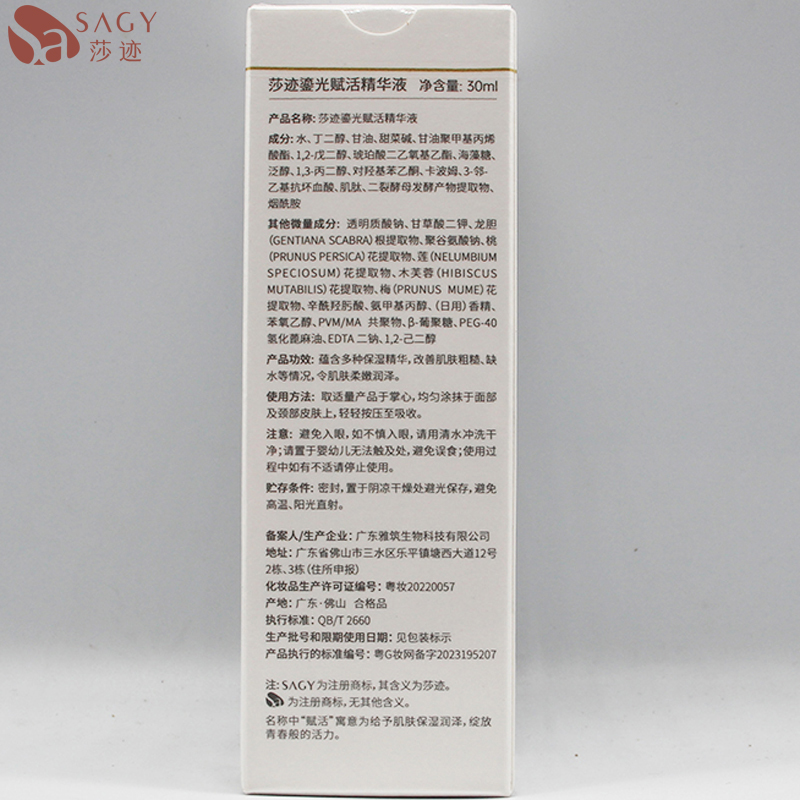 SAGY
莎迹
莎迹鎏光赋活精华液 净含量: 30ml
产品名称: 莎迹鎏光赋活精华液
成分: 水、丁二醇、甘油、甜菜碱、甘油聚甲基丙烯
酸酯、1,2-戊二醇、琥珀酸二乙氧基乙酯、海藻糖、
泛醇、1,3-丙二醇、对羟基苯乙酮、卡波姆、3-邻-
乙基抗坏血酸、肌肽、二裂酵母发酵产物提取物、
烟酰胺
其他微量成分: 透明质酸钠、甘草酸二钾、龙胆
(GENTIANA SCABRA) 根提取物、聚谷氨酸钠、桃
(PRUNUS PERSICA) 花提取物、莲 (NELUMBIUM
SPECIOSUM) 花提取物、木芙蓉 (HIBISCUS
MUTABILIS) 花提取物、梅 (PRUNUS MUME) 花
提取物、辛酰羟肟酸、氨甲基丙醇、(日用) 香精、
苯氧乙醇、PVM/MA 共聚物、β-葡聚糖、PEG-40
氢化蓖麻油、EDTA 二钠、1,2-己二醇
产品功效: 蕴含多种保湿精华, 改善肌肤粗糙、缺
水等情况, 令肌肤柔嫩润泽。
使用方法: 取适量产品于掌心, 均匀涂抹于面部
及颈部皮肤上, 轻轻按压至吸收。
注意: 避免入眼, 如不慎入眼, 请用清水冲洗干
净; 请置于婴幼儿无法触及处, 避免误食; 使用过
程中如有不适请停止使用。
贮存条件: 密封, 置于阴凉干燥处避光保存, 避免
高温、阳光直射。
备案人/生产企业: 广东雅筑生物科技有限公司
地址: 广东省佛山市三水区乐平镇塘西大道12号
2栋、3栋 (住所申报)
化妆品生产许可证编号: 粤妆20220057
产地: 广东·佛山 合格品
执行标准: QB/T 2660
生产批号和限期使用日期: 见包装标示
产品执行的标准编号: 粤G妆网备字2023195207
注: SAGY 为注册商标, 其含义为莎迹。
为注册商标, 无其他含义。
名称中“赋活”寓意为给予肌肤保湿润泽, 绽放
青春般的活力。